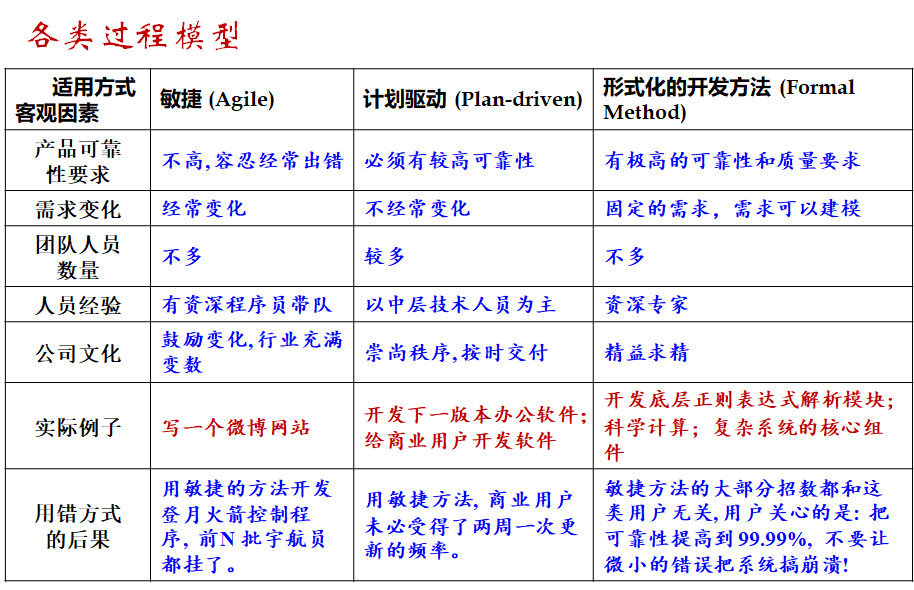 各类过程模型
适用方式
客观因素
敏捷 (Agile)
计划驱动 (Plan-driven)
形式化的开发方法 (Formal
Method)
产品可靠
性要求
不高,容忍经常出错
必须有较高可靠性
有极高的可靠性和质量要求
需求变化
经常变化
不经常变化
固定的需求，需求可以建模
团队人员
数量
不多
较多
不多
人员经验
有资深程序员带队
以中层技术人员为主
资深专家
公司文化
鼓励变化,行业充满
变数
崇尚秩序,按时交付
精益求精
实际例子
写一个微博网站
开发下一版本办公软件；
给商业用户开发软件
开发底层正则表达式解析模块；
科学计算；复杂系统的核心组
件
用错方式
的后果
用敏捷的方法开发
登月火箭控制程
序, 前N 批宇航员
都挂了。
用敏捷方法, 商业用户
未必受得了两周一次更
新的频率。
敏捷方法的大部分招数都和这
类用户无关,用户关心的是: 把
可靠性提高到99.99%, 不要让
微小的错误把系统搞崩溃!